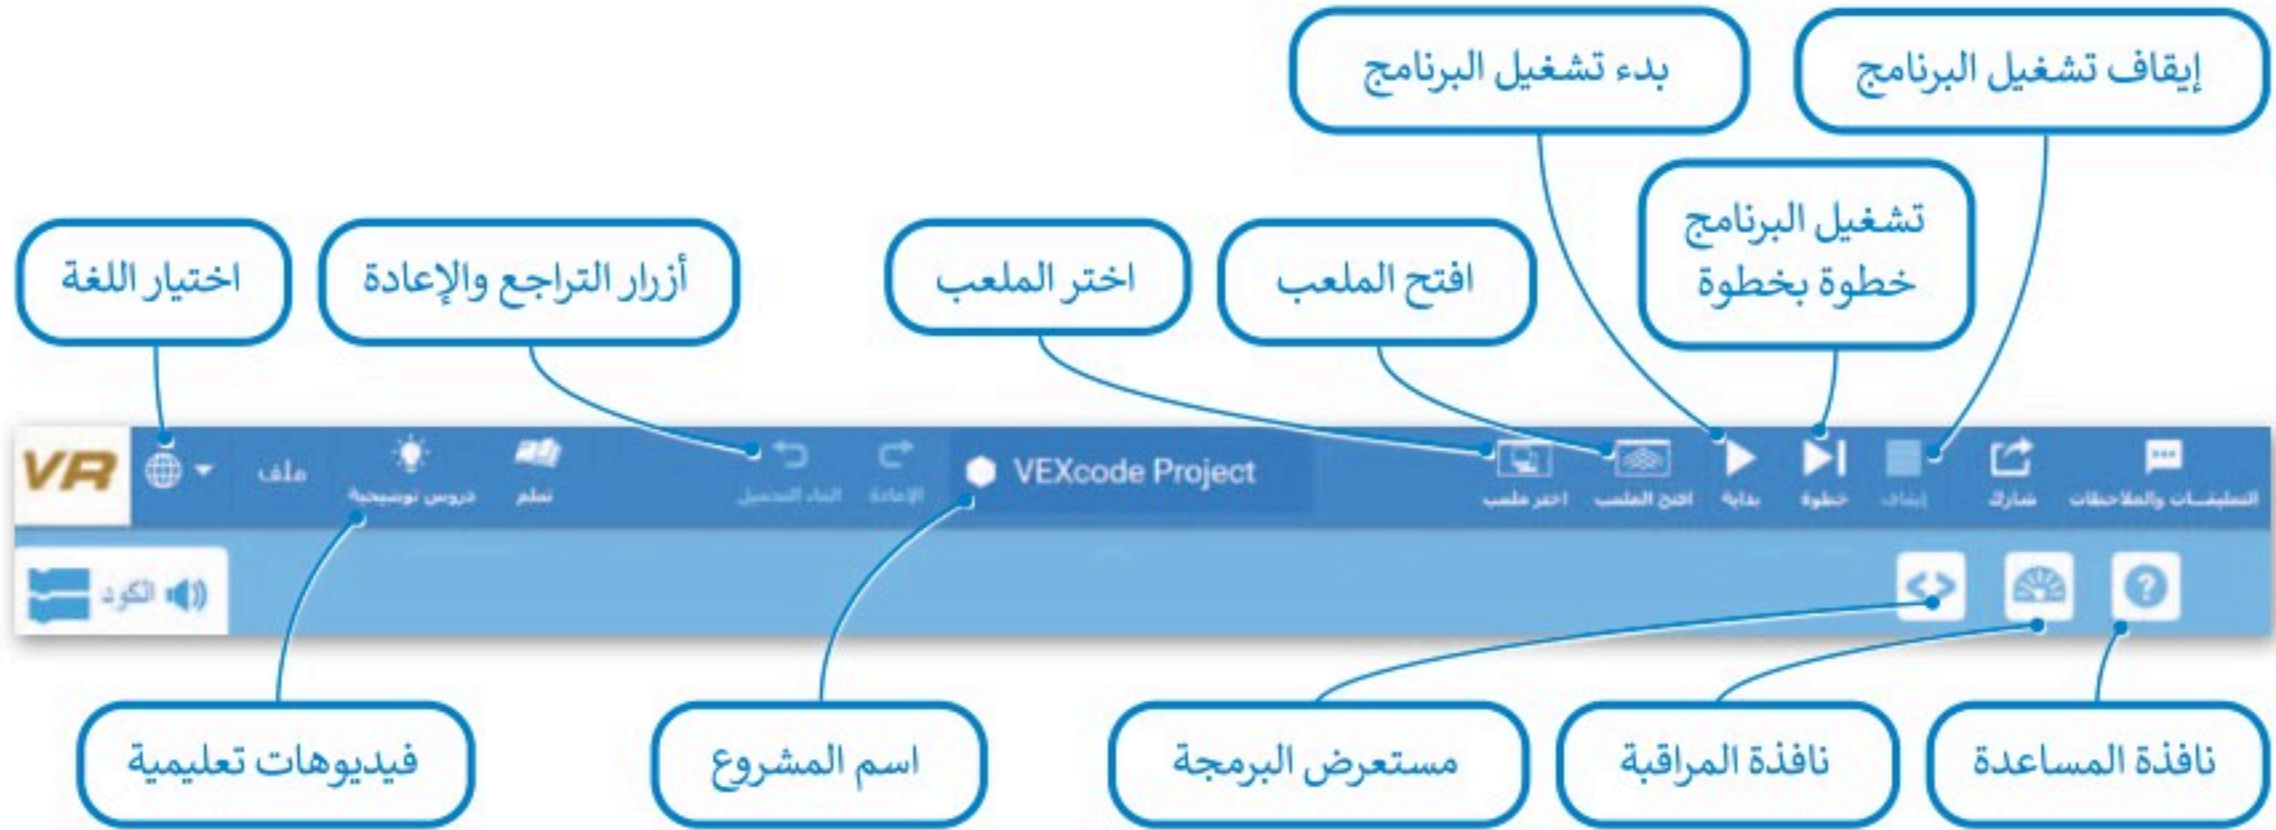 إيقاف تشغيل البرنامج
بدء تشغيل البرنامج
تشغيل البرنامج
خطوة بخطوة
افتح الملعب
اختر الملعب
أزرار التراجع والإعادة
اختيار اللغة
VR
ملف
دروس توضيحية
تعلم
الغاء التحميل
الإعادة
VEXcode Project
اختر ملعب
افتح الملعب
بداية
خطوة
إيقاف
شارك
التعليقات والملاحظات
الكود
نافذة المساعدة
نافذة المراقبة
مستعرض البرمجة
اسم المشروع
فيديوهات تعليمية